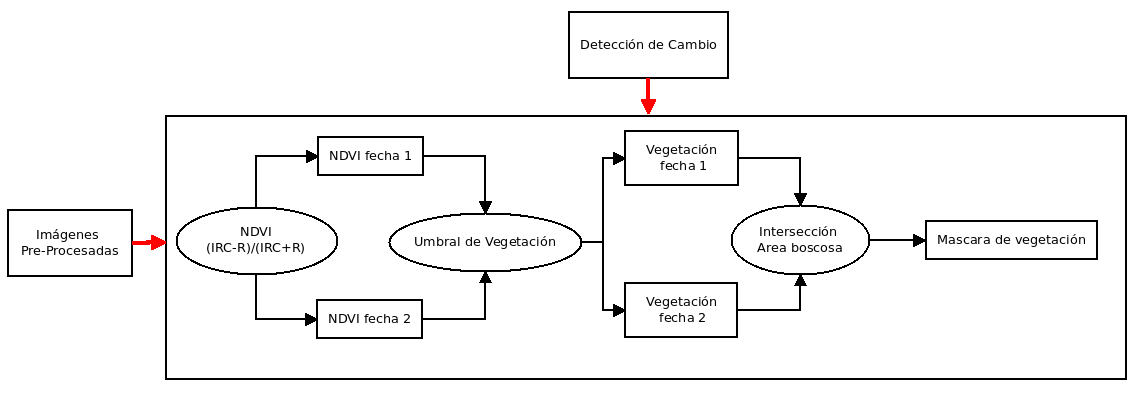 Detección de Cambio
Imágenes
Pre-Procesadas
NDVI
(IRC-R)/(IRC+R)
NDVI fecha 1
NDVI fecha 2
Umbral de Vegetación
Vegetación
fecha 1
Vegetación
fecha 2
Intersección
Area boscosa
Mascara de vegetación